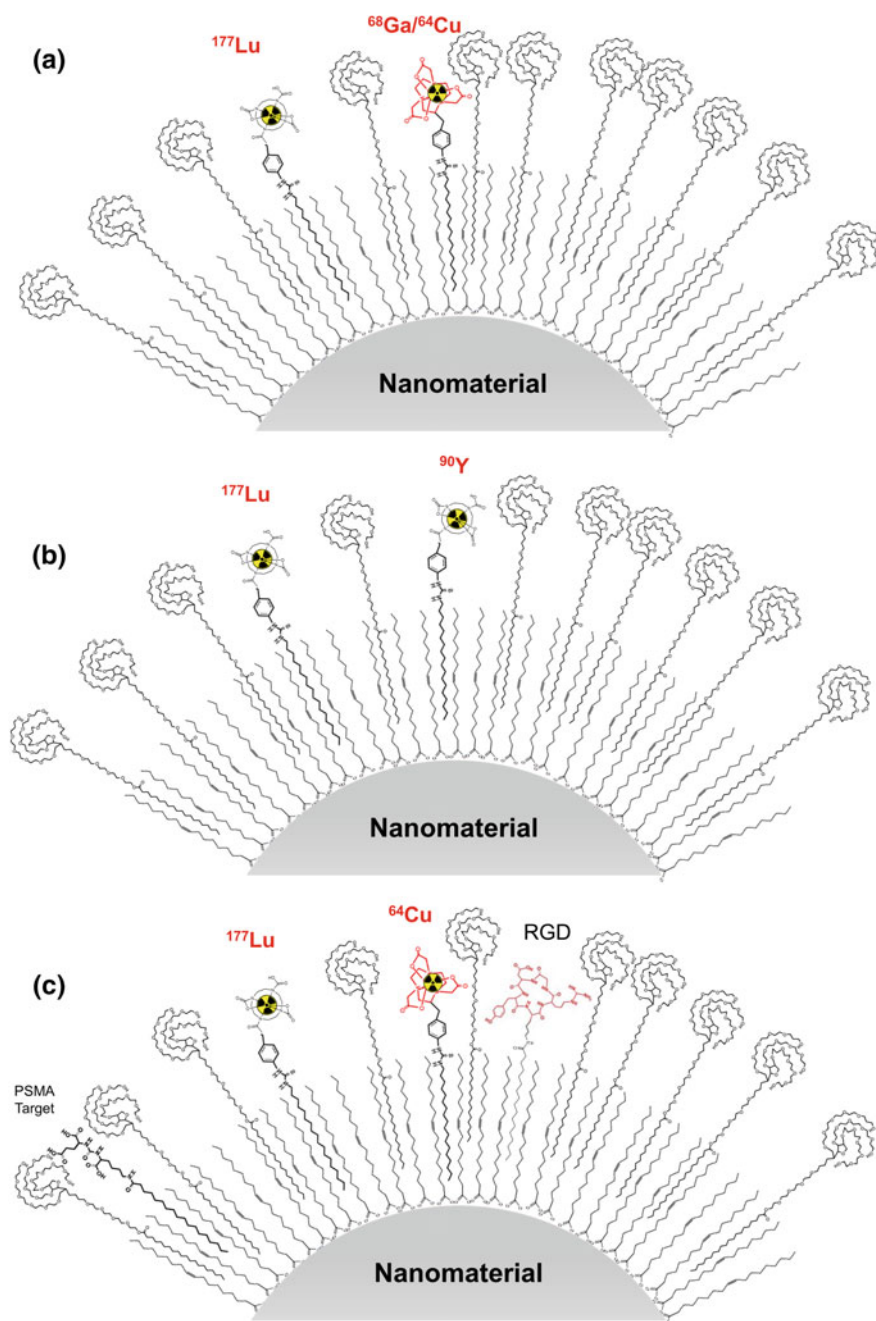 (a)
¹⁷⁷Lu
⁶⁸Ga/⁶⁴Cu
Nanomaterial
(b)
¹⁷⁷Lu
⁹⁰Y
Nanomaterial
(c)
¹⁷⁷Lu
⁶⁴Cu
RGD
PSMA
Target
Nanomaterial